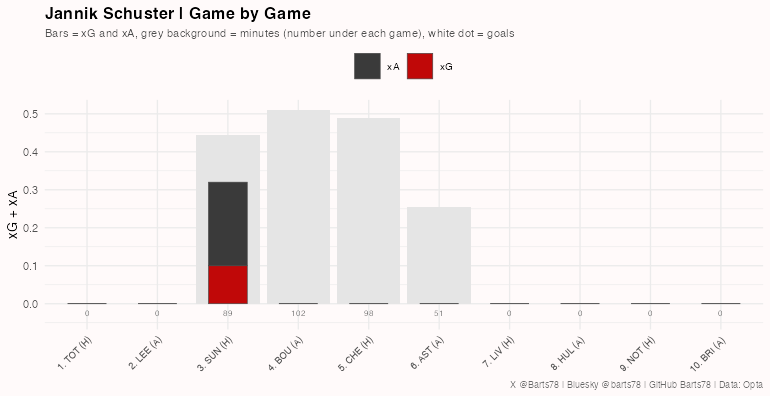 Jannik Schuster | Game by Game
Bars = xG and xA, grey background = minutes (number under each game), white dot = goals
xA xG
xG + xA
0.5
0.4
0.3
0.2
0.1
0.0
0 0 89 102 98 51 0 0 0 0
1. TOT (H) 2. LEE (A) 3. SUN (H) 4. BOU (A) 5. CHE (H) 6. AST (A) 7. LIV (H) 8. HUL (A) 9. NOT (H) 10. BRI (A)
X @Barts78 | Bluesky @barts78 | GitHub Barts78 | Data: Opta